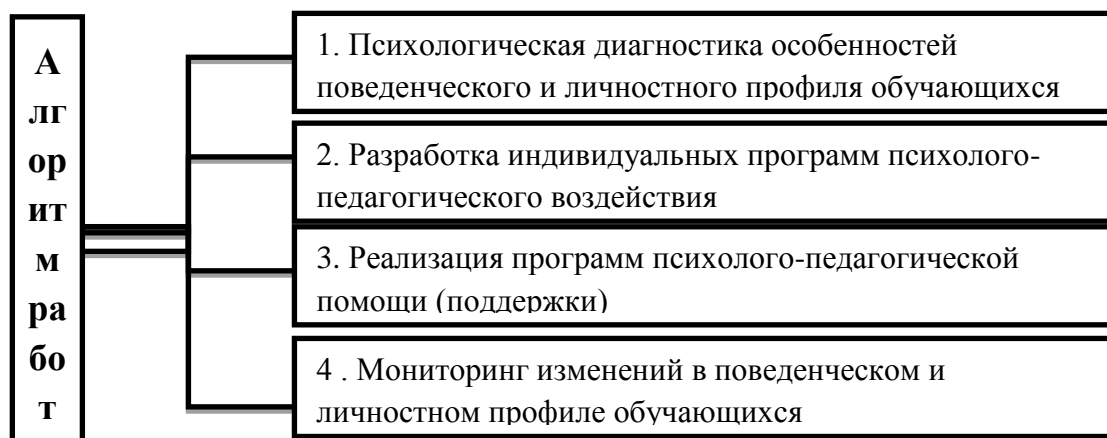 А
лг
ор
ит
м
ра
бо
т
1. Психологическая диагностика особенностей
поведенческого и личностного профиля обучающихся
2. Разработка индивидуальных программ психолого-
педагогического воздействия
3. Реализация программ психолого-педагогической
помощи (поддержки)
4 . Мониторинг изменений в поведенческом и
личностном профиле обучающихся